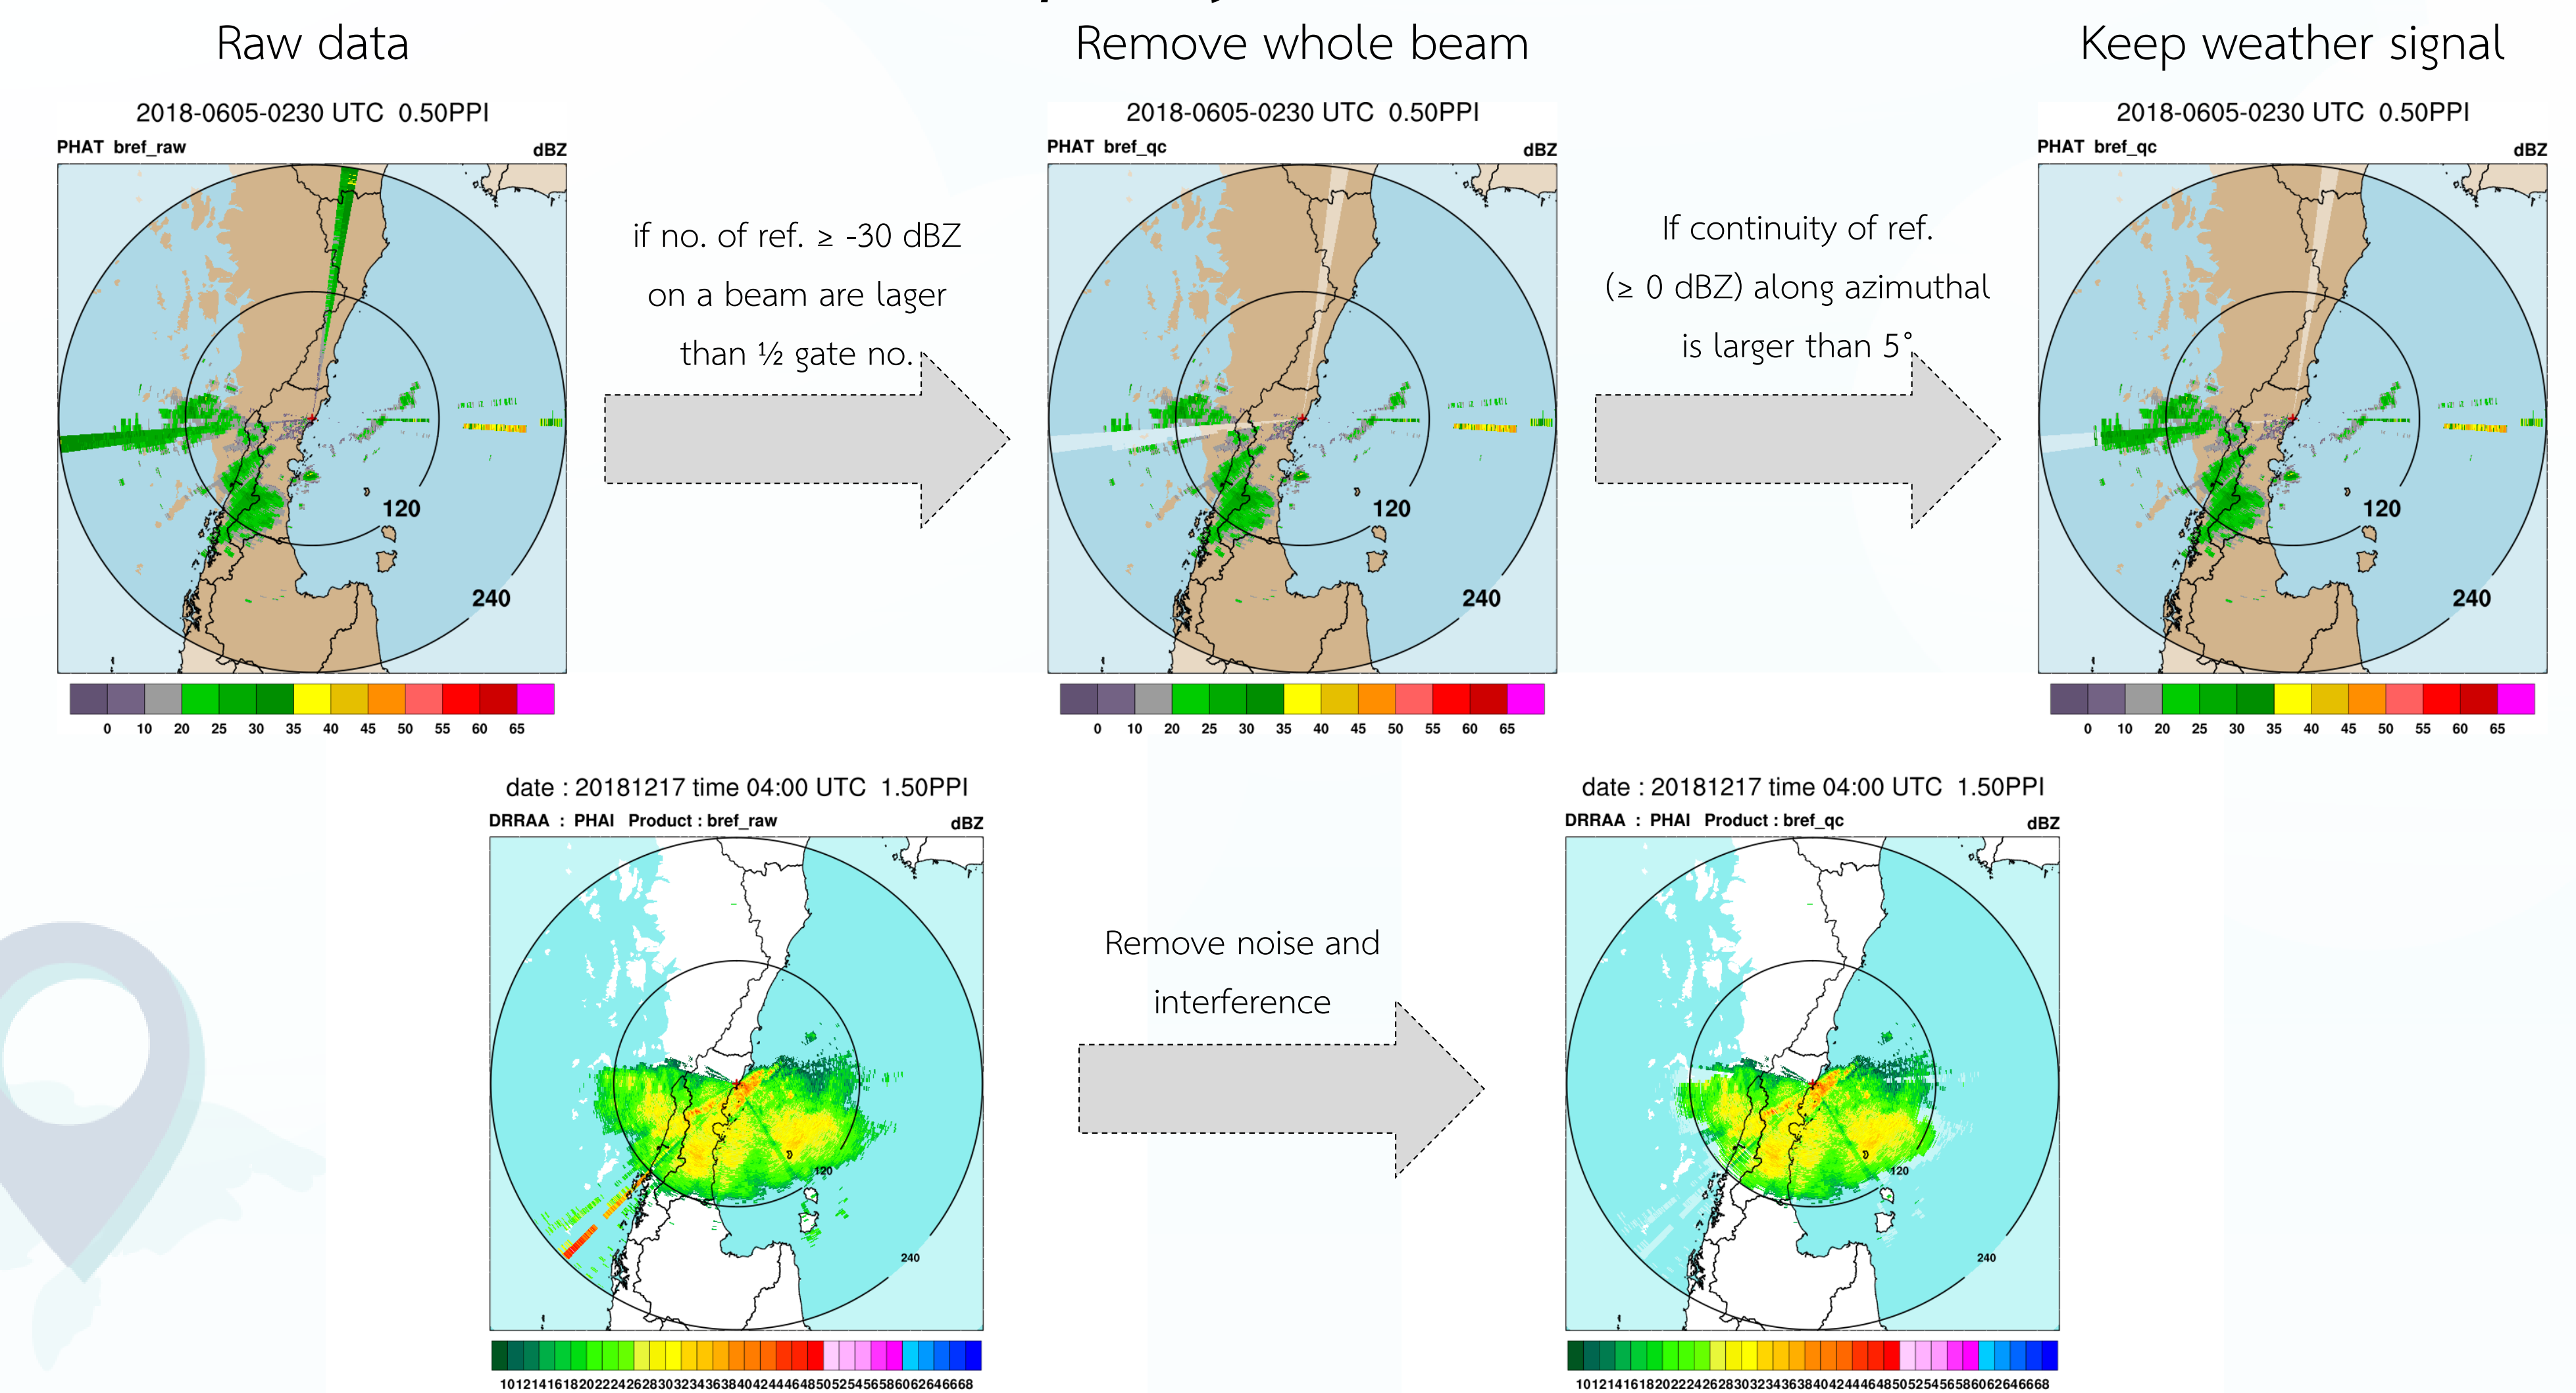 Raw data
Remove whole beam
Keep weather signal
2018-0605-0230 UTC 0.50PPI
PHAT bref_raw
dBZ
120
240
0 10 20 25 30 35 40 45 50 55 60 65
if no. of ref. ≥ -30 dBZ
on a beam are lager
than ½ gate no.
2018-0605-0230 UTC 0.50PPI
PHAT bref_qc
dBZ
120
240
0 10 20 25 30 35 40 45 50 55 60 65
If continuity of ref.
(≥ 0 dBZ) along azimuthal
is larger than 5°
2018-0605-0230 UTC 0.50PPI
PHAT bref_qc
dBZ
120
240
0 10 20 25 30 35 40 45 50 55 60 65
date : 20181217 time 04:00 UTC 1.50PPI
DRRAA : PHAI Product : bref_raw
dBZ
120
240
101214161820222426283032343638404244464850525456586062646668
Remove noise and
interference
date : 20181217 time 04:00 UTC 1.50PPI
DRRAA : PHAI Product : bref_qc
dBZ
120
240
101214161820222426283032343638404244464850525456586062646668